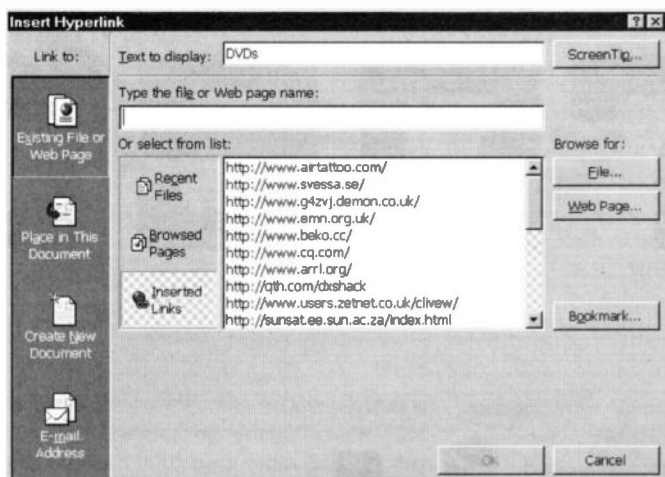 Insert Hyperlink
Link to:
Text to display: DVDs
ScreenTip...
Type the file or Web page name:
Existing File or
Web Page
Or select from list:
Browse for:
Recent
Files
Browsed
Pages
Inserted
Links
http://www.airtattoo.com/
http://www.svessa.se/
http://www.g4zvj.demon.co.uk/
http://www.emn.org.uk/
http://www.beko.cc/
http://www.cq.com/
http://www.arrl.org/
http://qth.com/dxshack
http://www.users.zetnet.co.uk/clivew/
http://sunsat.ee.sun.ac.za/index.html
File...
Web Page...
Bookmark...
Place in This
Document
Create New
Document
E-mail
Address
OK
Cancel